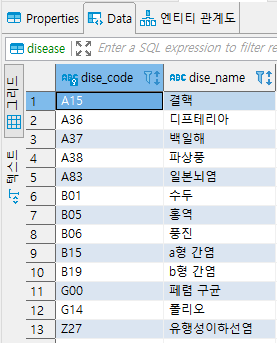 Properties Data 엔티티 관계도
disease Enter a SQL expression to filter re
그리드
텍스트
dise_code ABC dise_name
1 A15 결핵
2 A36 디프테리아
3 A37 백일해
4 A38 파상풍
5 A83 일본뇌염
6 B01 수두
7 B05 홍역
8 B06 풍진
9 B15 a형 간염
10 B19 b형 간염
11 G00 페렴 구균
12 G14 폴리오
13 Z27 유행성이하선염